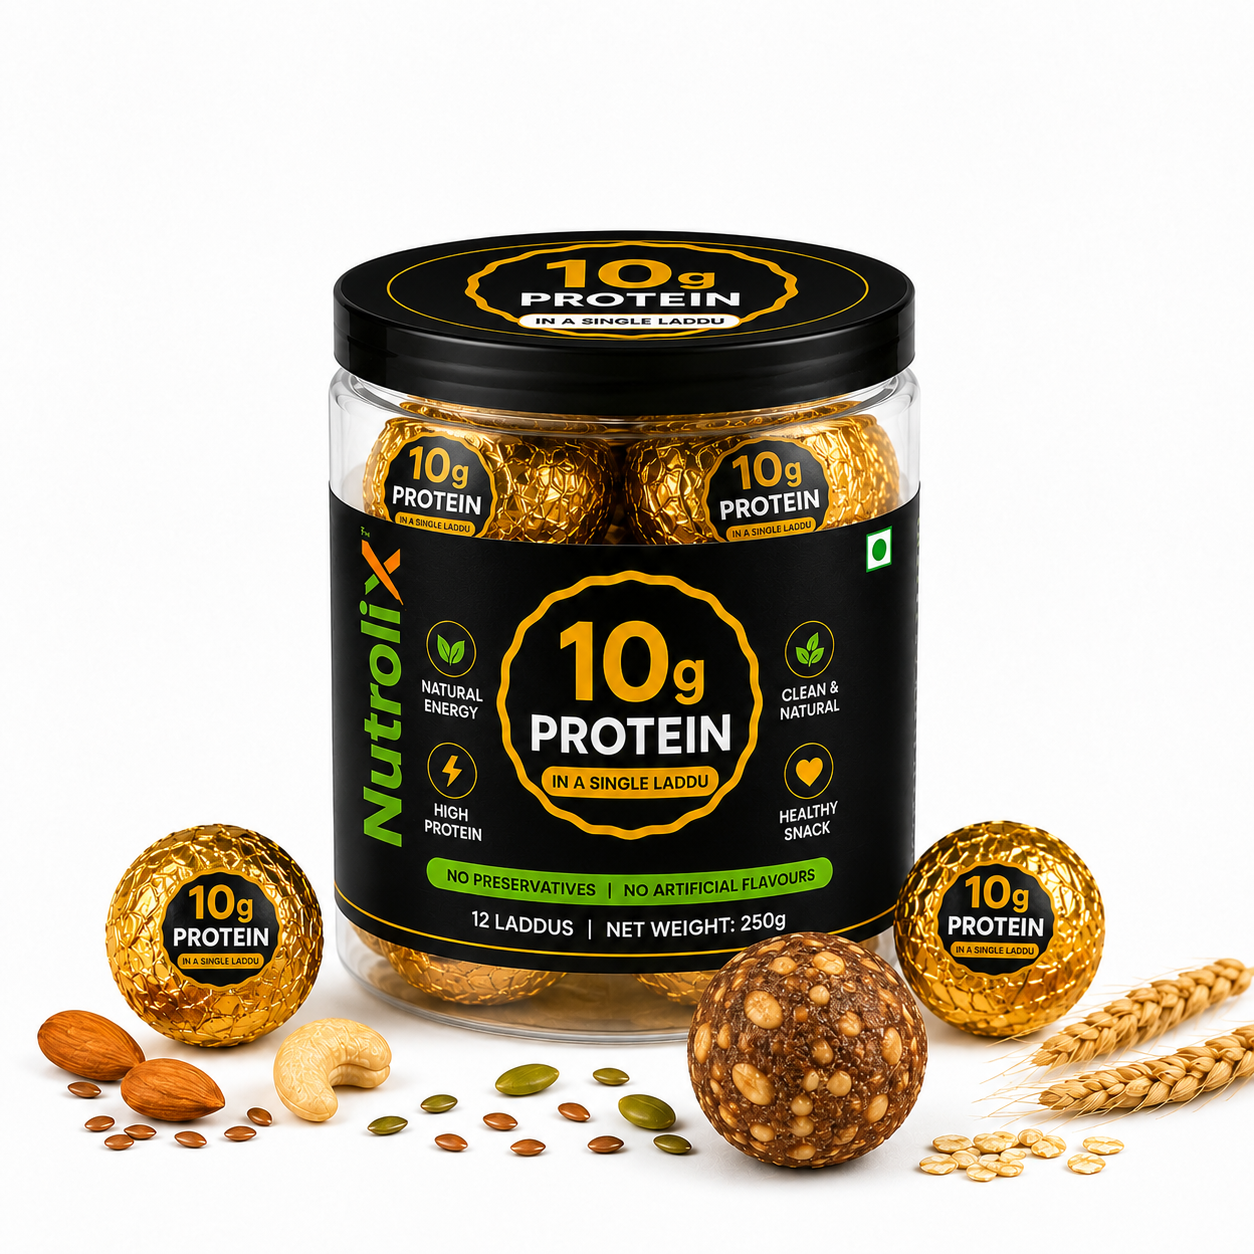 10g
PROTEIN
IN A SINGLE LADDU
10g
PROTEIN
IN A SINGLE LADDU
10g
PROTEIN
IN A SINGLE LADDU
NutroliX™
NATURAL
ENERGY
HIGH
PROTEIN
10g
PROTEIN
IN A SINGLE LADDU
CLEAN &
NATURAL
HEALTHY
SNACK
NO PRESERVATIVES | NO ARTIFICIAL FLAVOURS
12 LADDUS | NET WEIGHT: 250g
10g
PROTEIN
IN A SINGLE LADDU
10g
PROTEIN
IN A SINGLE LADDU